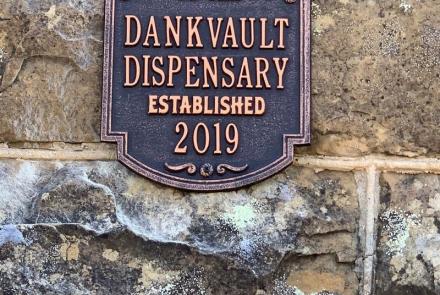 DANKVAULT
DISPENSARY
ESTABLISHED
2019